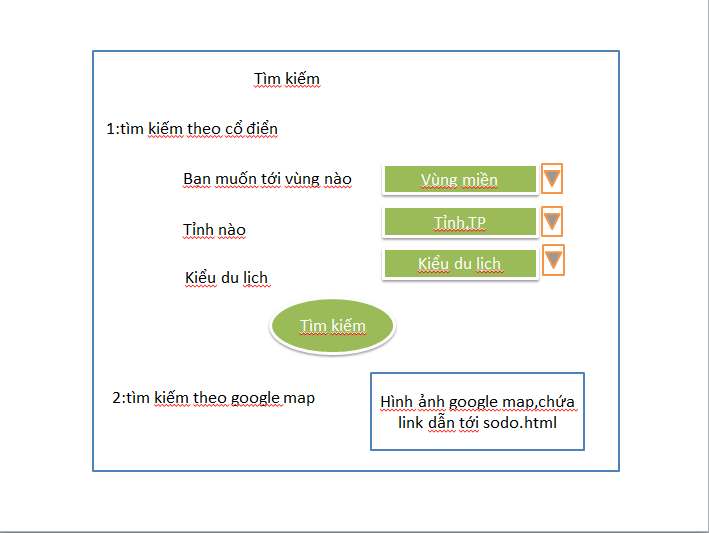 Tìm kiếm
1:tìm kiếm theo cổ điển
Bạn muốn tới vùng nào
Vùng miền
Tỉnh nào
Tỉnh,TP
Kiểu du lịch
Kiểu du lịch
Tìm kiếm
2:tìm kiếm theo google map
Hình ảnh google map,chứa
link dẫn tới sodo.html